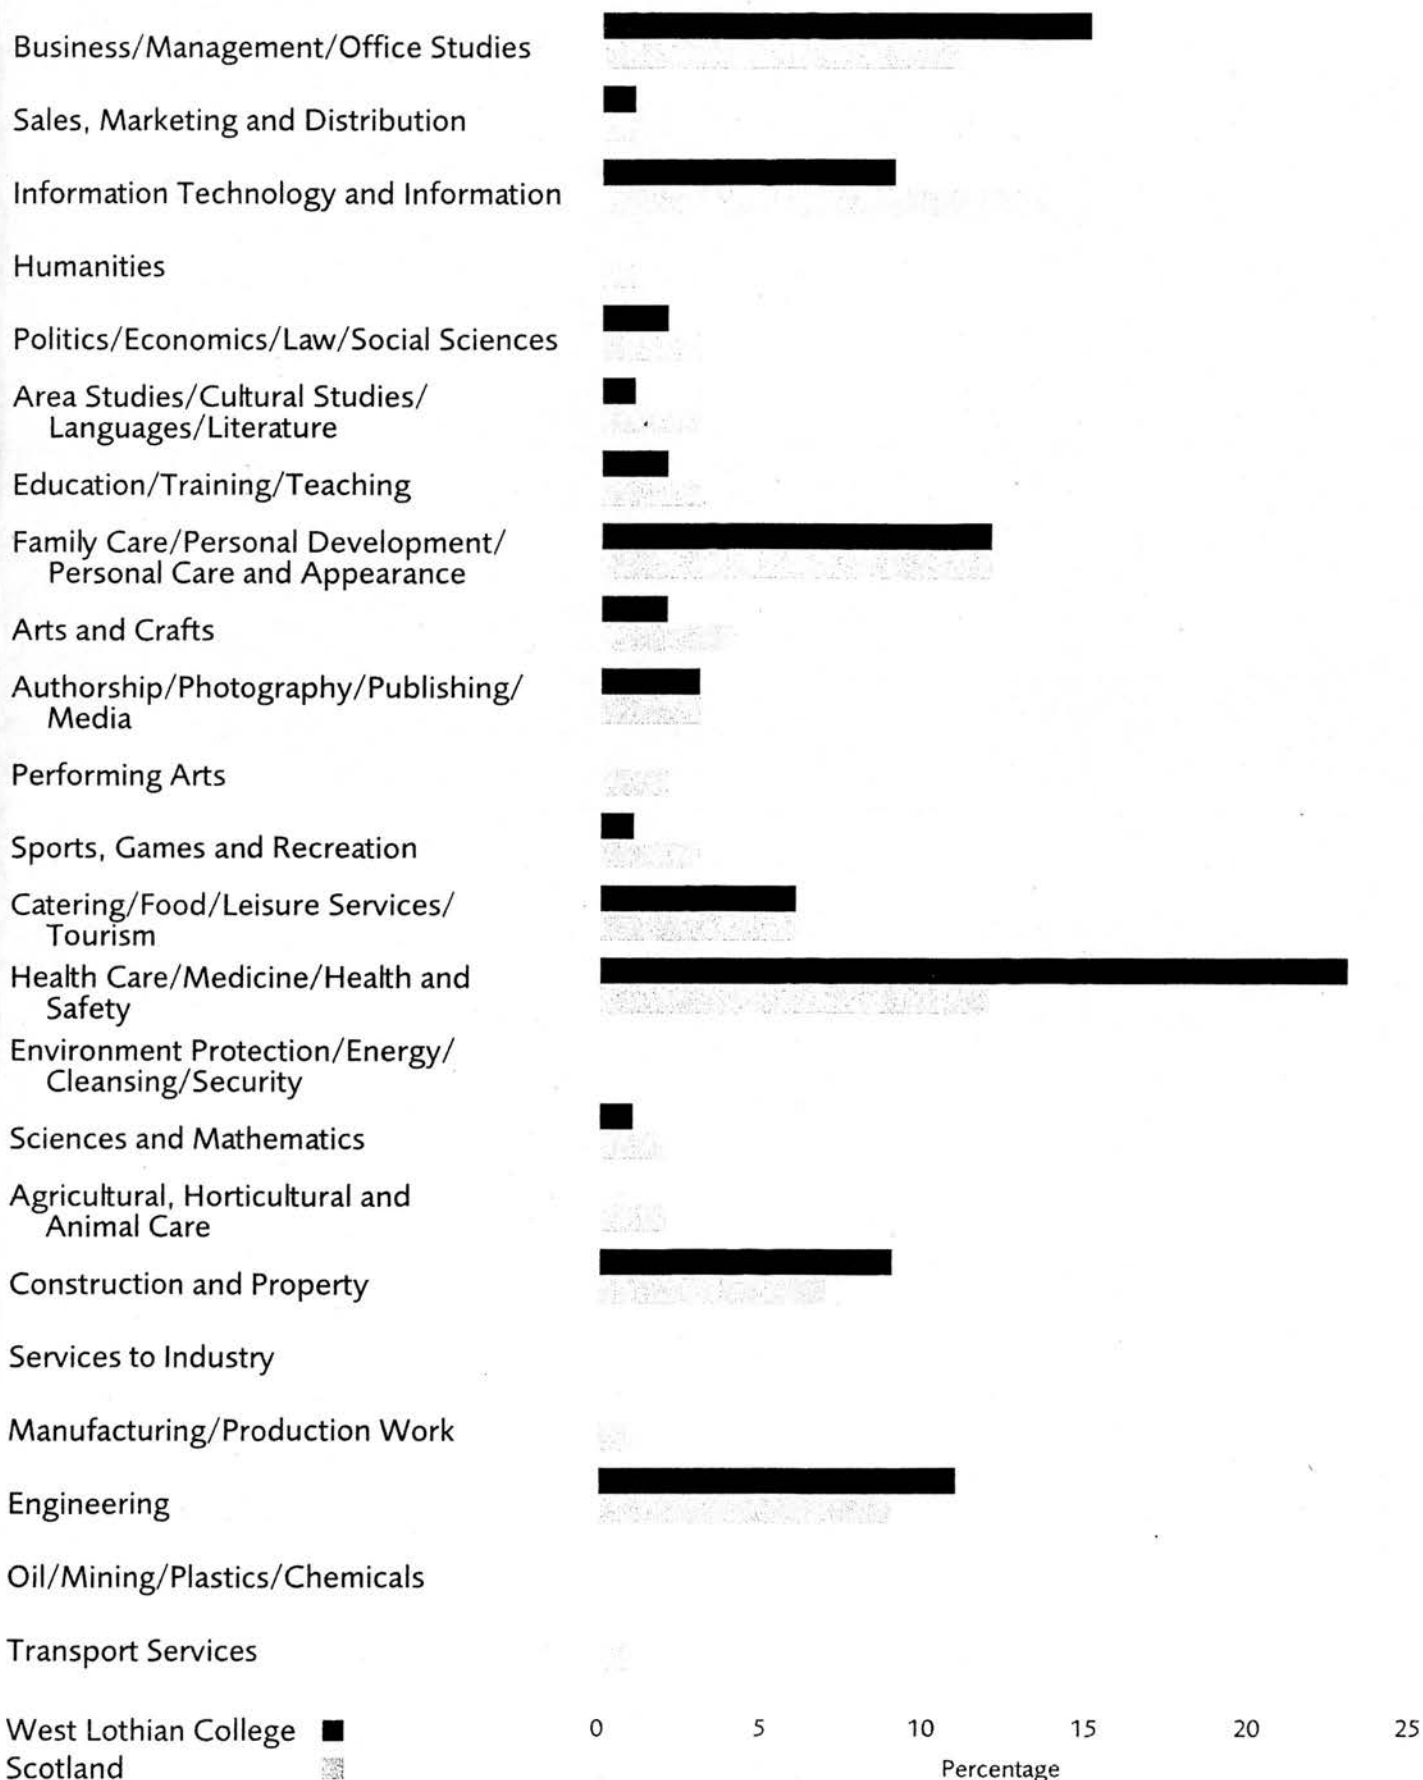 Business/Management/Office Studies
Sales, Marketing and Distribution
Information Technology and Information
Humanities
Politics/Economics/Law/Social Sciences
Area Studies/Cultural Studies/
Languages/Literature
Education/Training/Teaching
Family Care/Personal Development/
Personal Care and Appearance
Arts and Crafts
Authorship/Photography/Publishing/
Media
Performing Arts
Sports, Games and Recreation
Catering/Food/Leisure Services/
Tourism
Health Care/Medicine/Health and
Safety
Environment Protection/Energy/
Cleansing/Security
Sciences and Mathematics
Agricultural, Horticultural and
Animal Care
Construction and Property
Services to Industry
Manufacturing/Production Work
Engineering
Oil/Mining/Plastics/Chemicals
Transport Services
West Lothian College
Scotland
0 5 10 15 20 25
Percentage